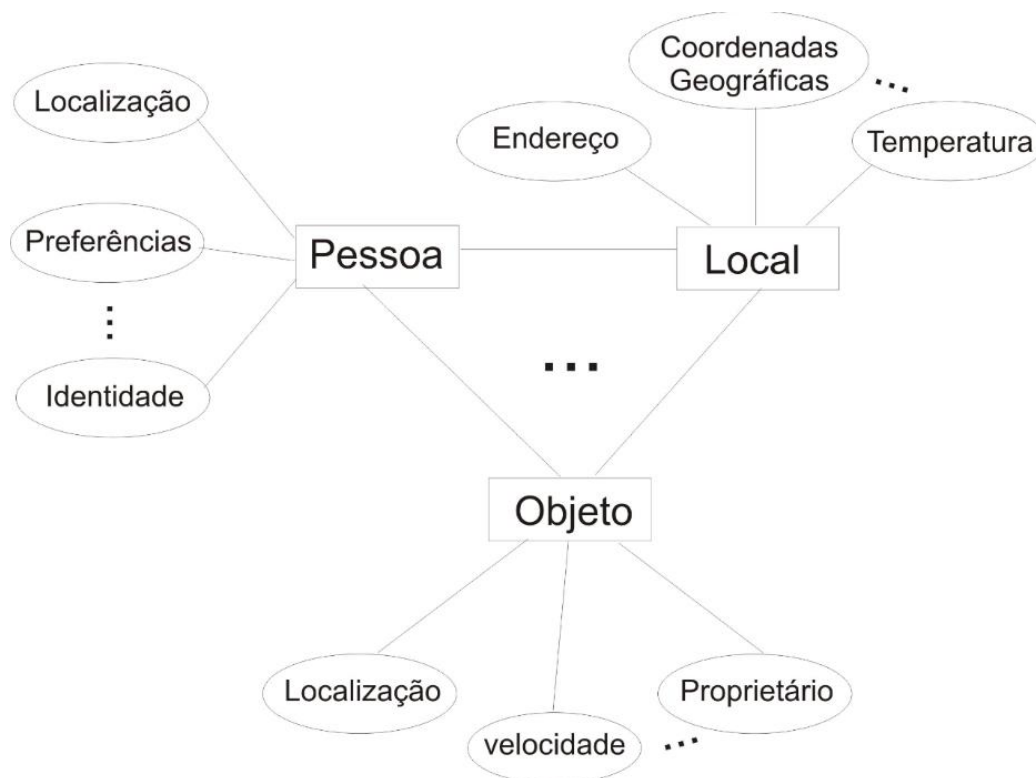 Coordenadas
Geográficas
...
Localização
Endereço
Temperatura
Preferências
Pessoa
Local
...
...
Identidade
Objeto
Localização
velocidade
...
Proprietário